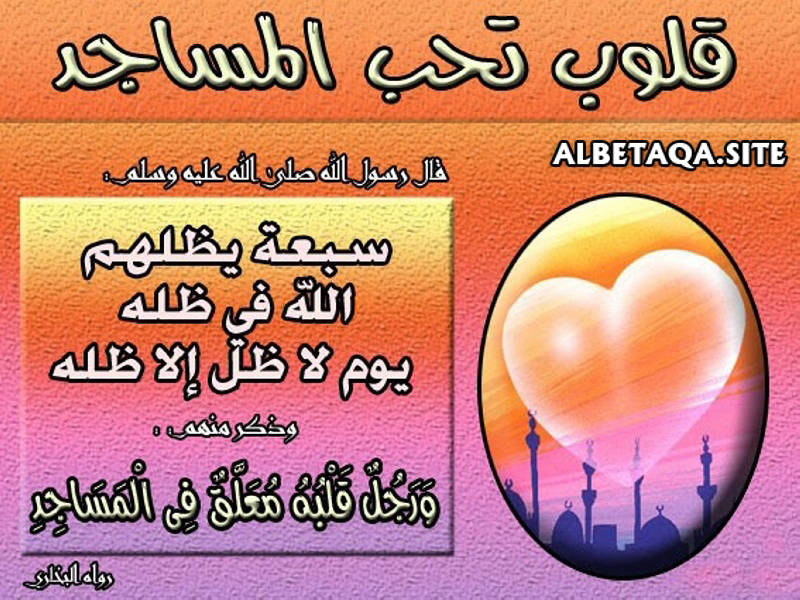 قلوب تحب المساجد
ALBETAQA.SITE
قال رسول الله صلى الله عليه وسلم :
سبعة يظلهم
الله في ظله
يوم لا ظل إلا ظله
وذكر منهم :
وَرَجُلٌ قَلْبُهُ مُعَلَّقٌ فِي الْمَسَاجِدِ
رواه البخاري